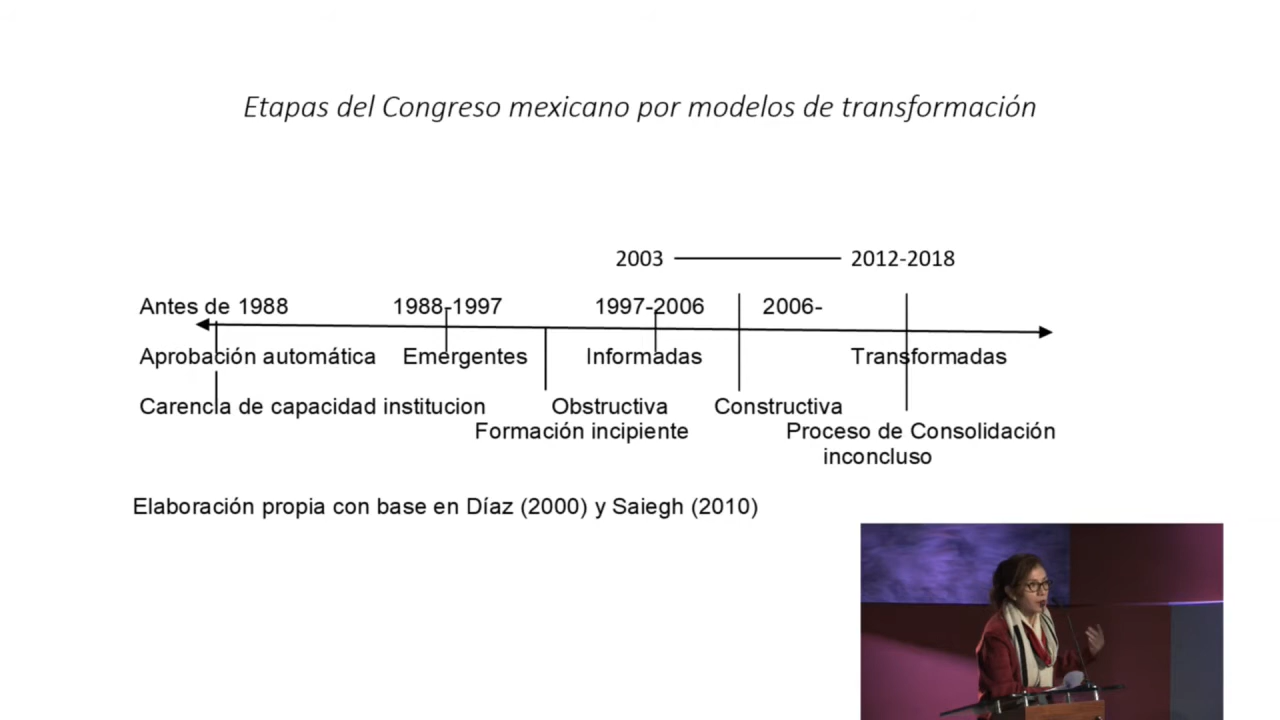 Etapas del Congreso mexicano por modelos de transformación
2003 2012-2018
Antes de 1988 1988-1997 1997-2006 2006-
Aprobación automática Emergentes Informadas Transformadas
Carencia de capacidad institucion Obstructiva Constructiva
Formación incipiente Proceso de Consolidación
inconcluso
Elaboración propia con base en Díaz (2000) y Saiegh (2010)